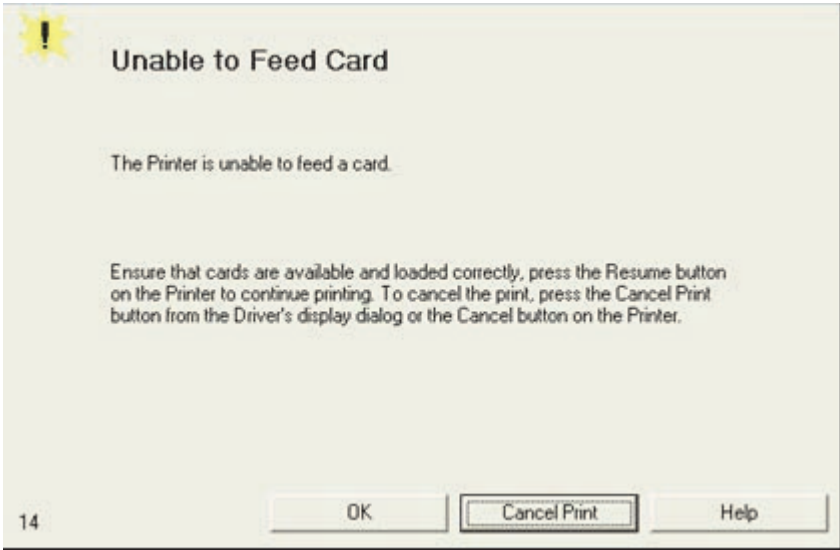 Unable to Feed Card
The Printer is unable to feed a card.
Ensure that cards are available and loaded correctly, press the Resume button
on the Printer to continue printing. To cancel the print, press the Cancel Print
button from the Driver's display dialog or the Cancel button on the Printer.
14
OK
Cancel Print
Help